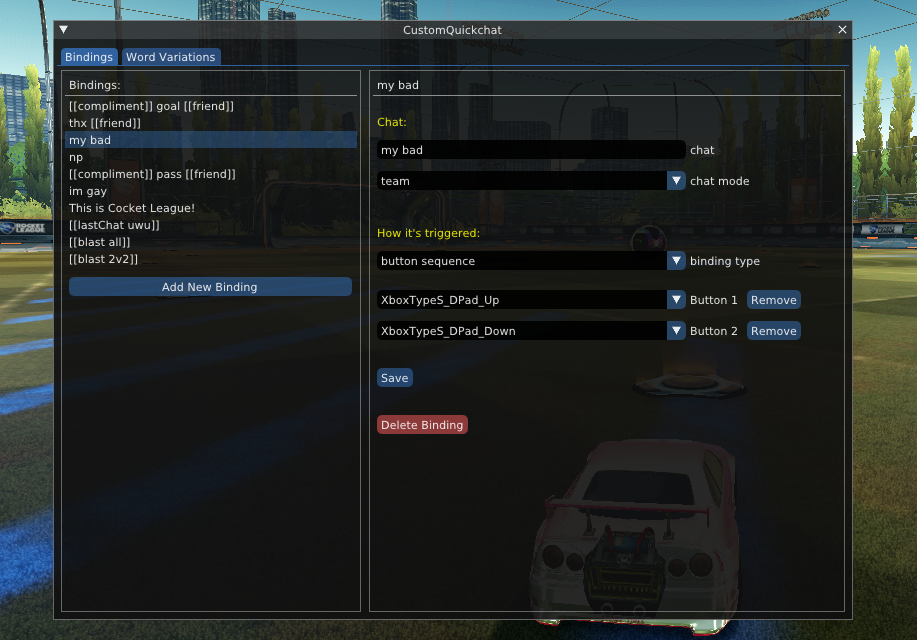 CustomQuickchat
Bindings
Word Variations
Bindings:
[[compliment]] goal [[friend]]
thx [[friend]]
my bad
np
[[compliment]] pass [[friend]]
im gay
This is Cocket League!
[[lastChat uwu]]
[[blast all]]
[[blast 2v2]]
Add New Binding
my bad
Chat:
my bad chat
team chat mode
How it's triggered:
button sequence binding type
XboxTypeS_DPad_Up Button 1 Remove
XboxTypeS_DPad_Down Button 2 Remove
Save
Delete Binding
ROCKET
LEAGUE